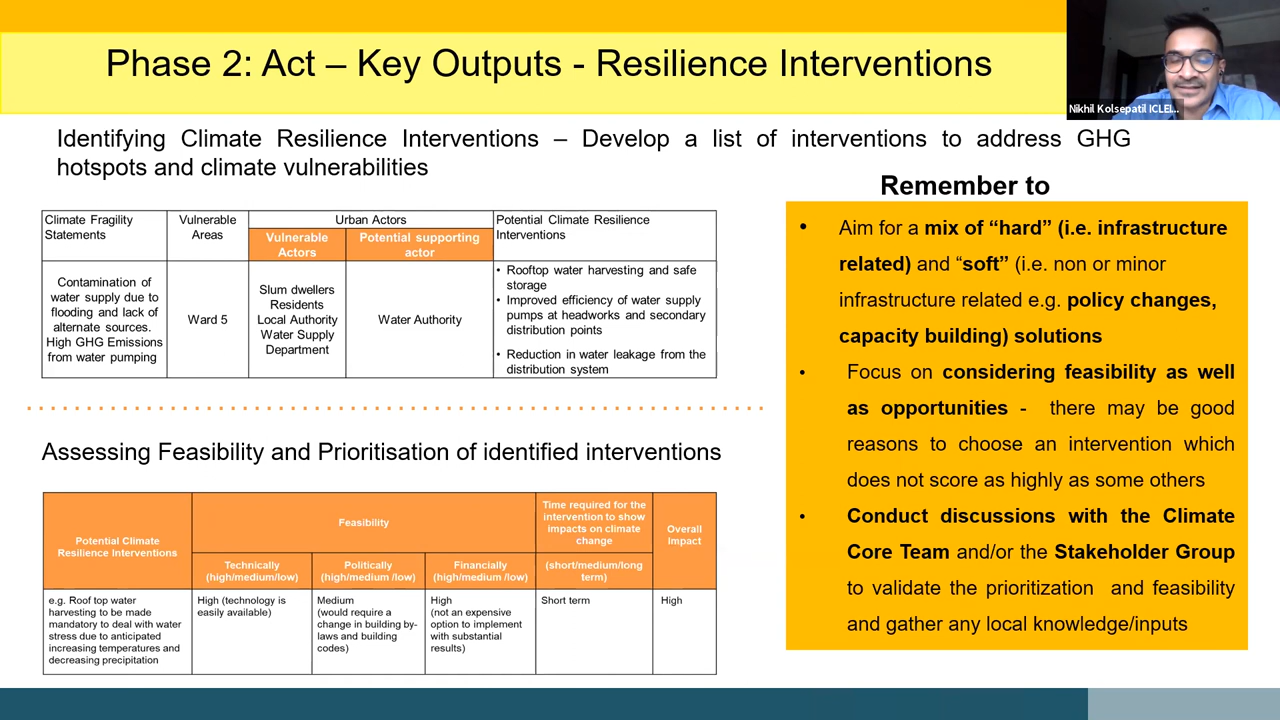 Phase 2: Act – Key Outputs - Resilience Interventions
Nikhil Kolsepatil ICLEI...
Identifying Climate Resilience Interventions – Develop a list of interventions to address GHG
hotspots and climate vulnerabilities
Climate Fragility
Statements
Vulnerable
Areas
Urban Actors
Potential Climate Resilience
Interventions
Vulnerable
Actors
Potential supporting
actor
Contamination of
water supply due to
flooding and lack of
alternate sources.
High GHG Emissions
from water pumping
Ward 5
Slum dwellers
Residents
Local Authority
Water Supply
Department
Water Authority
• Rooftop water harvesting and safe
storage
• Improved efficiency of water supply
pumps at headworks and secondary
distribution points
• Reduction in water leakage from the
distribution system
Assessing Feasibility and Prioritisation of identified interventions
Potential Climate
Resilience Interventions
Feasibility
Time required for the
intervention to show
impacts on climate
change
Overall
Impact
Technically
(high/medium/low)
Politically
(high/medium /low)
Financially
(high/medium /low)
(short/medium/long
term)
e.g. Roof top water
harvesting to be made
mandatory to deal with water
stress due to anticipated
increasing temperatures and
decreasing precipitation
High (technology is
easily available)
Medium
(would require a
change in building by-
laws and building
codes)
High
(not an expensive
option to implement
with substantial
results)
Short term
High
Remember to
• Aim for a mix of “hard” (i.e. infrastructure
related) and “soft” (i.e. non or minor
infrastructure related e.g. policy changes,
capacity building) solutions
• Focus on considering feasibility as well
as opportunities - there may be good
reasons to choose an intervention which
does not score as highly as some others
• Conduct discussions with the Climate
Core Team and/or the Stakeholder Group
to validate the prioritization and feasibility
and gather any local knowledge/inputs